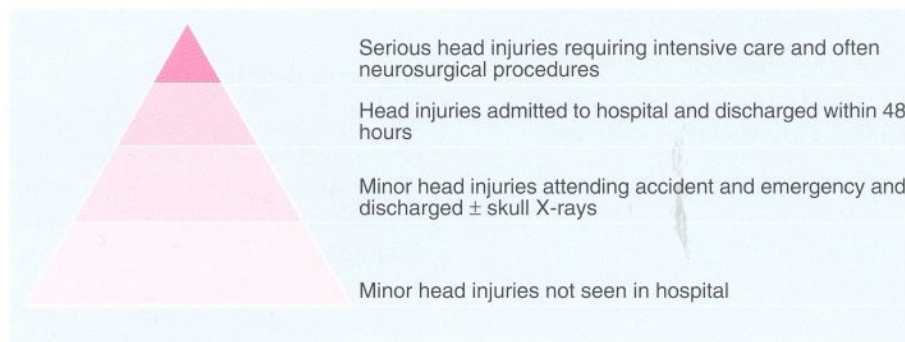 Serious head injuries requiring intensive care and often
neurosurgical procedures
Head injuries admitted to hospital and discharged within 48
hours
Minor head injuries attending accident and emergency and
discharged ± skull X-rays
Minor head injuries not seen in hospital